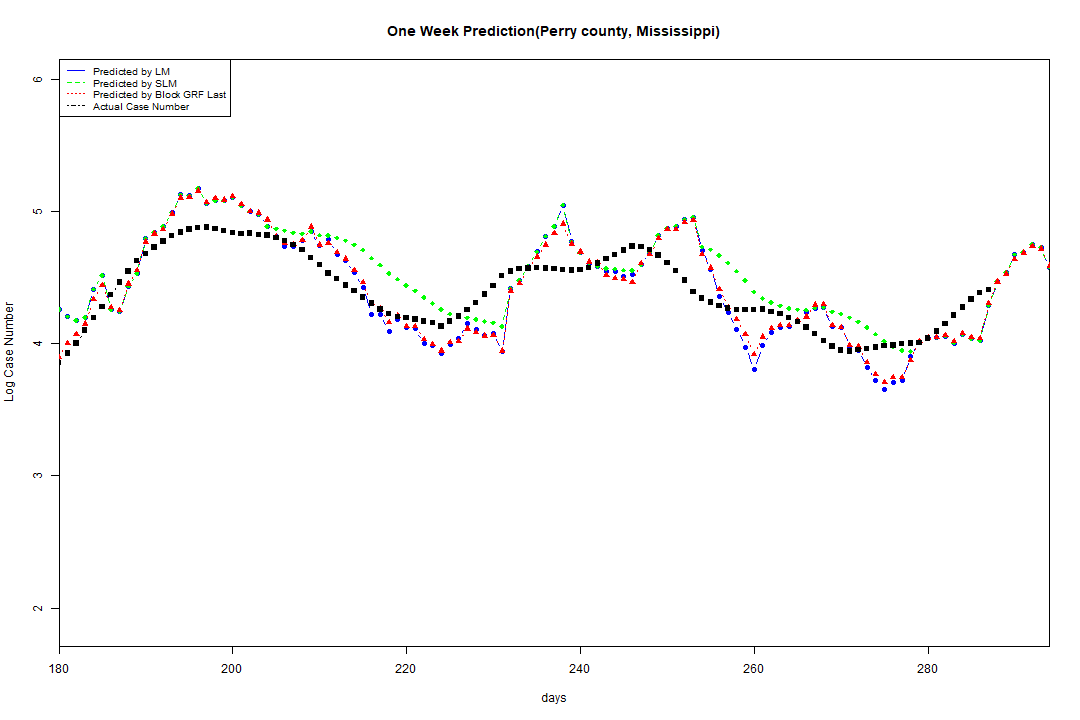 One Week Prediction(Perry county, Mississippi)
Predicted by LM
Predicted by SLM
Predicted by Block GRF Last
Actual Case Number
6
5
4
3
2
Log Case Number
180 200 220 240 260 280
days